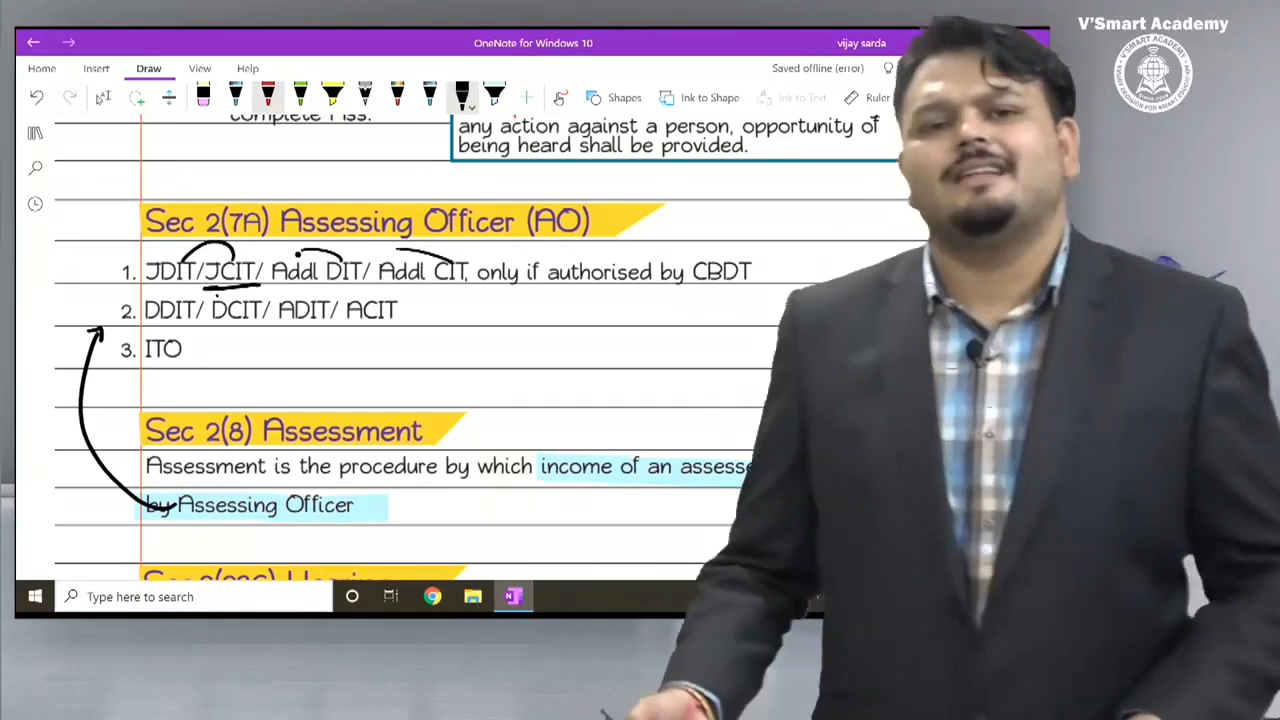 V'Smart Academy
OneNote for Windows 10
vijay sarda
Home Insert Draw View Help
Saved offline (error)
Shapes Ink to Shape Ink to Text Ruler
complete
any action against a person, opportunity of
being heard shall be provided.
Sec 2(7A) Assessing Officer (AO)
1. JDIT/JCIT/ Addl DIT/ Addl CIT, only if authorised by CBDT
2. DDIT/ DCIT/ ADIT/ ACIT
3. ITO
Sec 2(8) Assessment
Assessment is the procedure by which income of an assesse
by Assessing Officer
Type here to search